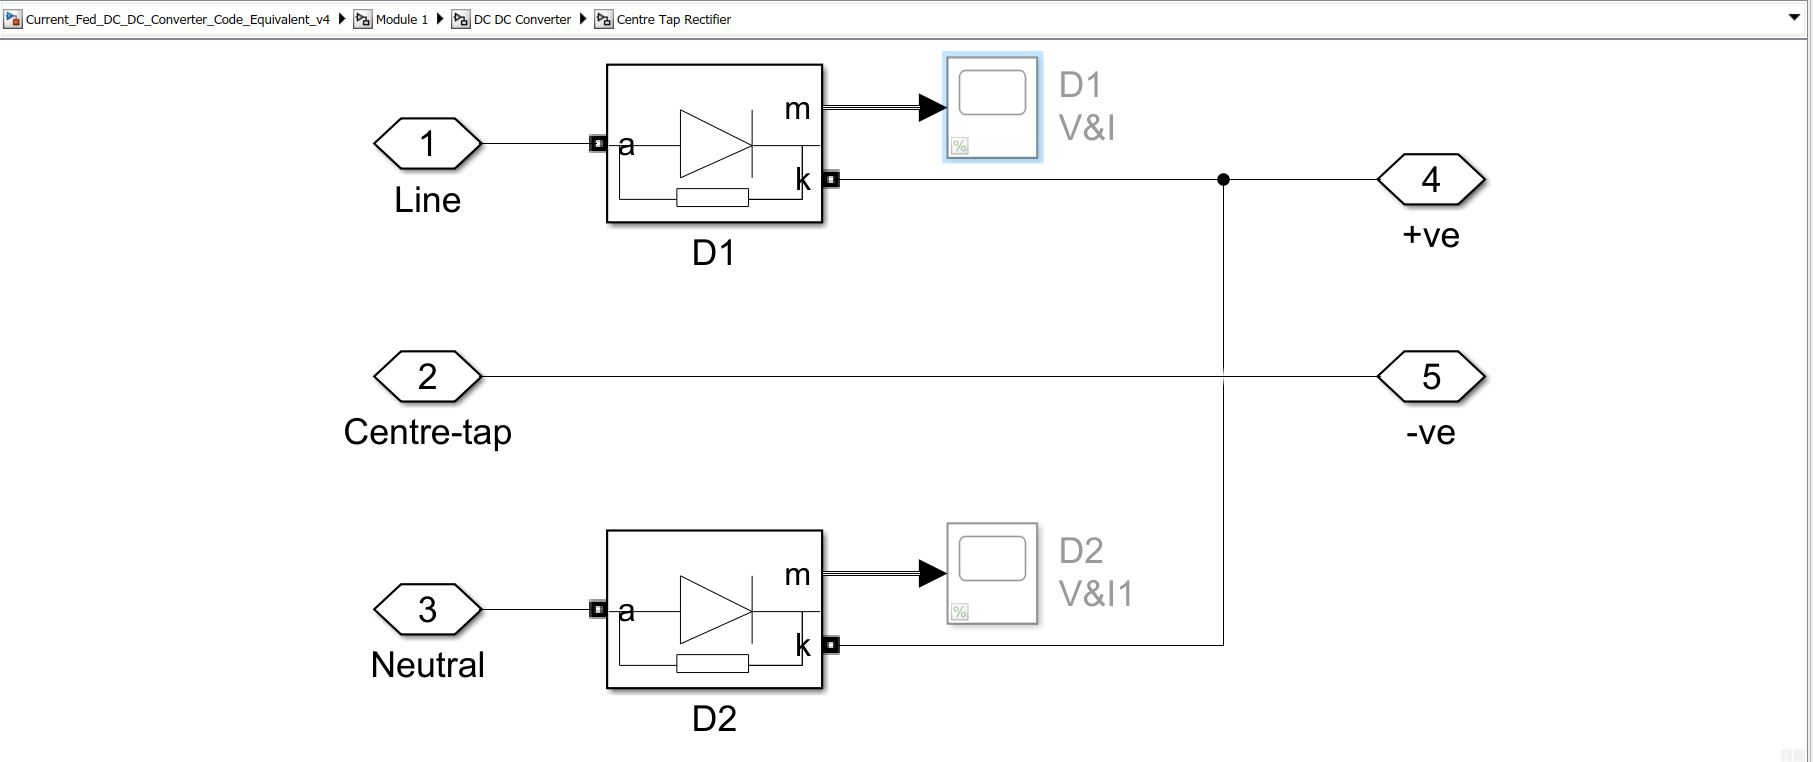 Current_Fed_DC_DC_Converter_Code_Equivalent_v4 Module 1 DC DC Converter Centre Tap Rectifier
1
Line
a
m
k
D1
%
D1
V&I
4
+ve
2
Centre-tap
5
-ve
3
Neutral
a
m
k
D2
%
D2
V&I1